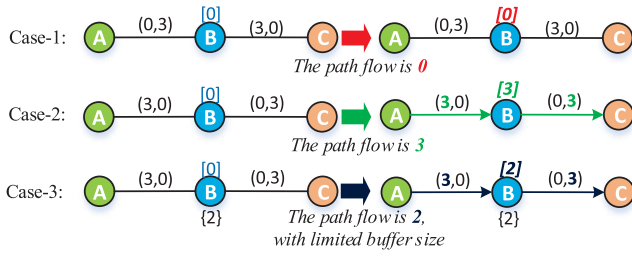 (0,3) [0] (3,0) (0,3) [0] (3,0)
Case-1: A B C A B C
The path flow is 0
[0] [3]
(3,0) (0,3) (3,0) (0,3)
Case-2: A B C A B C
The path flow is 3
[0] [2]
(3,0) (0,3) (3,0) (0,3)
Case-3: A B C A B C
{2} The path flow is 2, {2}
with limited buffer size